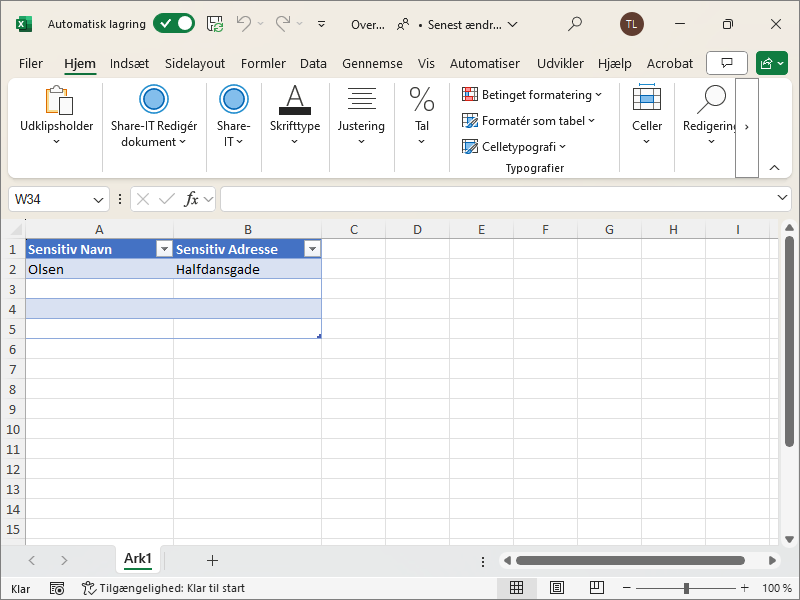 Automatisk lagring Over... • Senest ændr... TL
Filer Hjem Indsæt Sidelayout Formler Data Gennemse Vis Automatiser Udvikler Hjælp Acrobat
Udklipsholder
Share-IT Redigér
dokument
Share-
IT
Skrifttype
Justering
%
Tal
Betinget formatering
Formatér som tabel
Celletypografi
Typografier
Celler
Redigering
W34 fx
A B C D E F G H I
1 Sensitiv Navn Sensitiv Adresse
2 Olsen Halfdansgade
3
4
5
6
7
8
9
10
11
12
13
14
15
Ark1
Klar Tilgængelighed: Klar til start 100 %